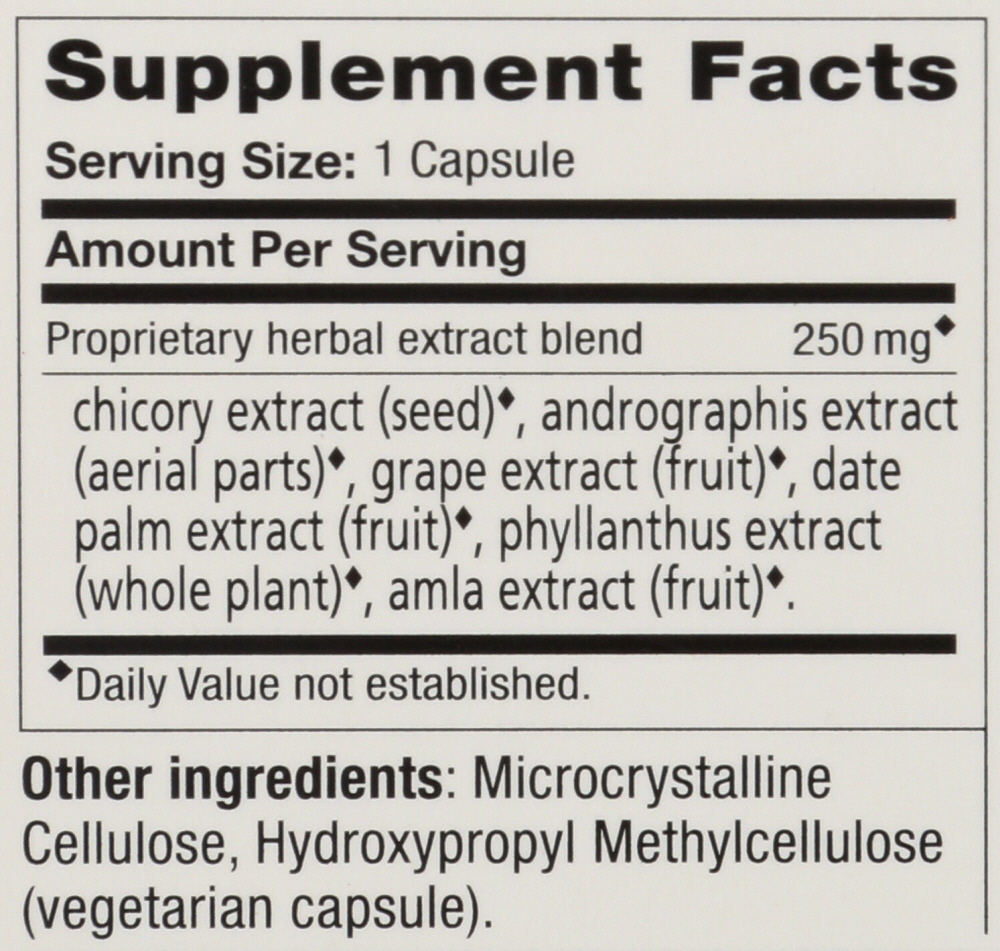 Supplement Facts
Serving Size: 1 Capsule
Amount Per Serving
Proprietary herbal extract blend 250 mg◆
chicory extract (seed)◆, andrographis extract
(aerial parts)◆, grape extract (fruit)◆, date
palm extract (fruit)◆, phyllanthus extract
(whole plant)◆, amla extract (fruit)◆.
◆Daily Value not established.
Other ingredients: Microcrystalline
Cellulose, Hydroxypropyl Methylcellulose
(vegetarian capsule).